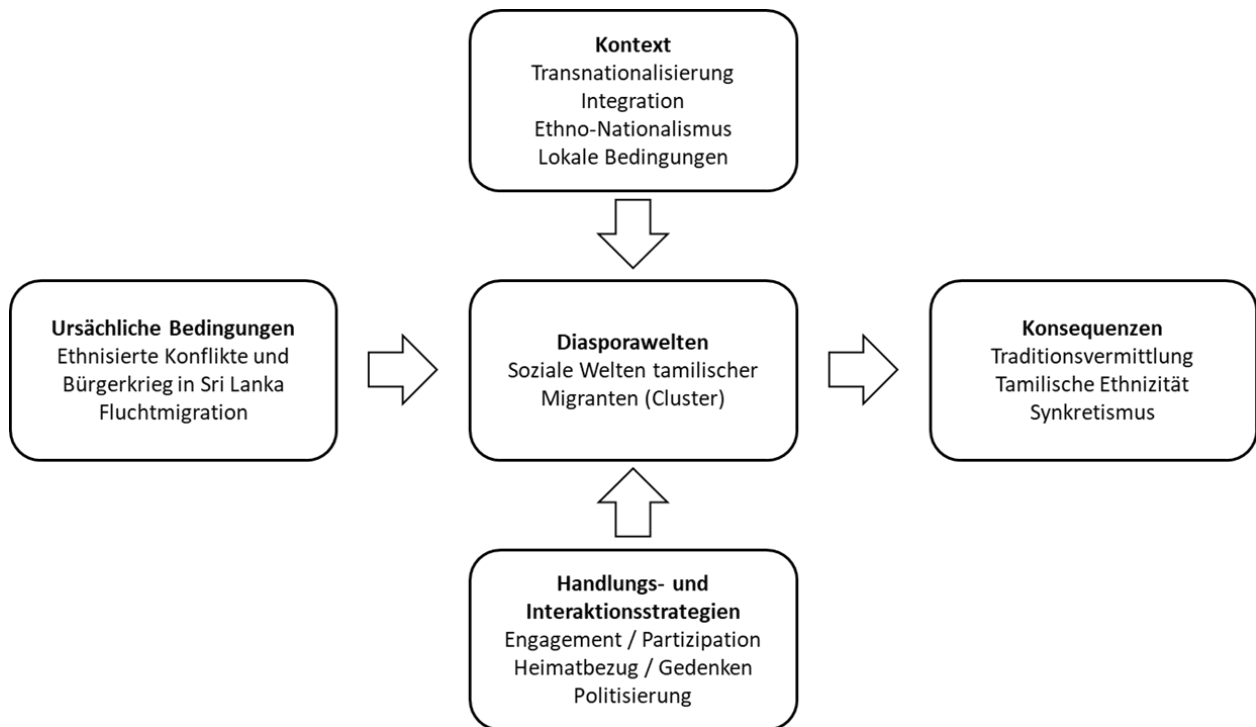 Kontext
Transnationalisierung
Integration
Ethno-Nationalismus
Lokale Bedingungen
Ursächliche Bedingungen
Ethnisierte Konflikte und
Bürgerkrieg in Sri Lanka
Fluchtmigration
Diasporawelten
Soziale Welten tamilischer
Migranten (Cluster)
Konsequenzen
Traditionsvermittlung
Tamilische Ethnizität
Synkretismus
Handlungs- und
Interaktionsstrategien
Engagement / Partizipation
Heimatbezug / Gedenken
Politisierung